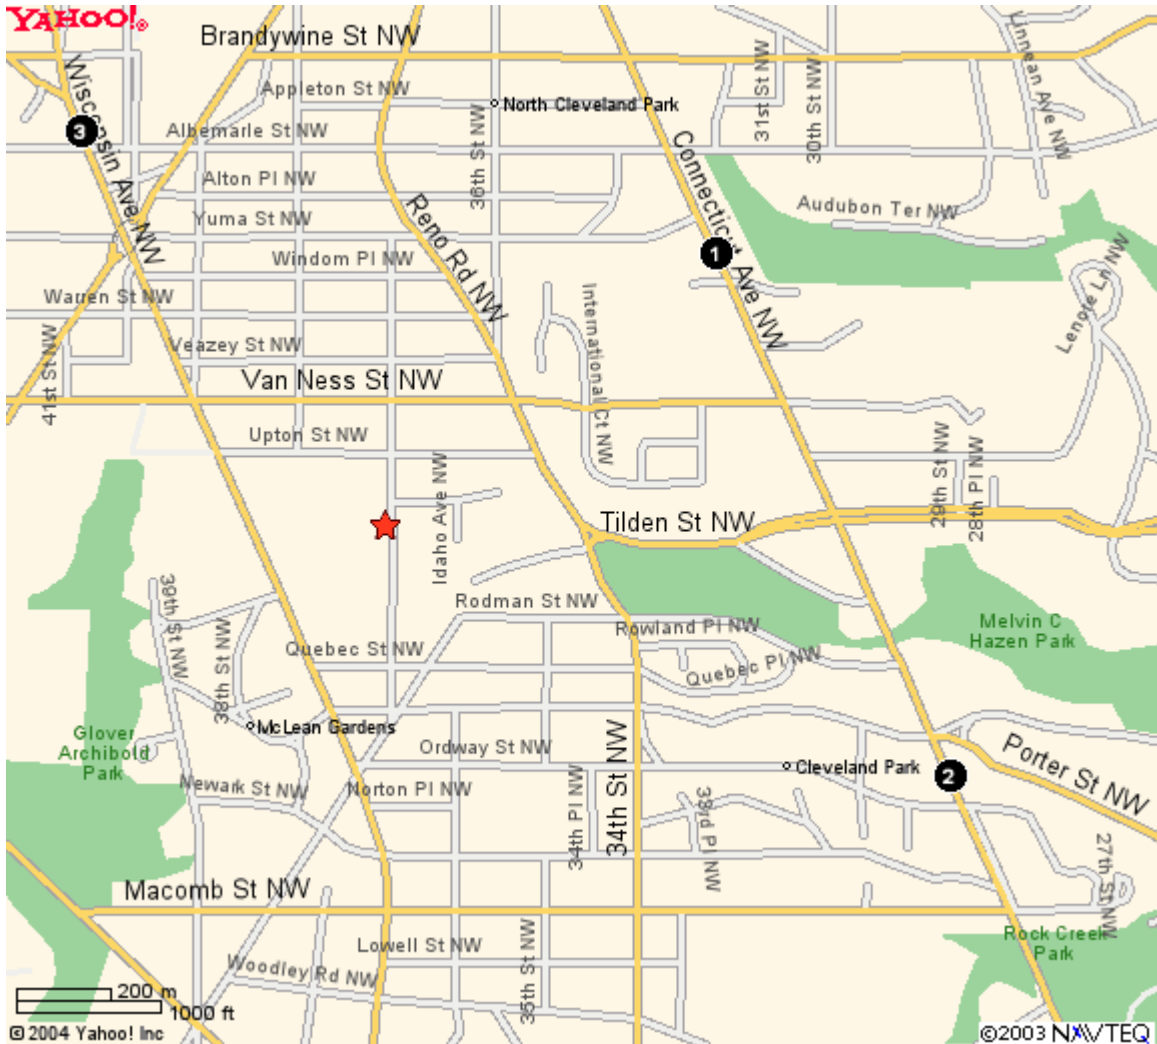 YAHOO!®
Brandywine St NW
Linnean Ave NW
Wisconsin Ave NW
Appleton St NW
North Cleveland Park
31st St NW
30th St NW
3
Albemarle St NW
36th St NW
Connecticut Ave NW
Alton Pl NW
Yuma St NW
Reno Rd NW
Audubon Ter NW
1
Windom Pl NW
Warren St NW
International Ct NW
Lenore Ln NW
Veazey St NW
41st St NW
Van Ness St NW
Upton St NW
Idaho Ave NW
29th St NW
28th Pl NW
Tilden St NW
39th St NW
Rodman St NW
Rowland Pl NW
Melvin C
Hazen Park
38th St NW
Quebec St NW
Quebec Pl NW
McLean Gardens
Glover
Archibold
Park
Ordway St NW
34th St NW
Cleveland Park
2
Porter St NW
Newark St NW
Norton Pl NW
34th Pl NW
33rd Pl NW
27th St NW
Macomb St NW
Lowell St NW
35th St NW
Rock Creek
Park
Woodley Rd NW
200 m
1000 ft
© 2004 Yahoo! Inc
©2003 NAVTEQ